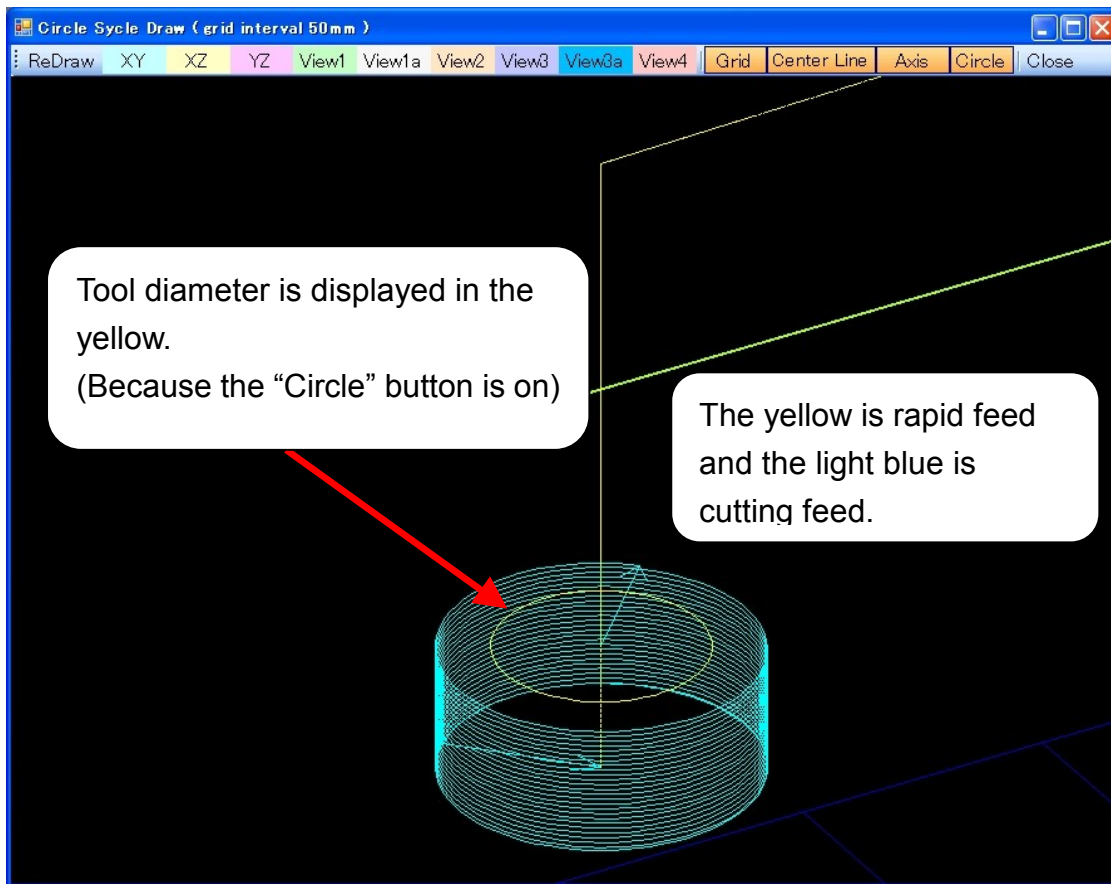 Circle Sycle Draw ( grid interval 50mm )
ReDraw XY XZ YZ View1 View1a View2 View3 View3a View4 Grid Center Line Axis Circle Close
Tool diameter is displayed in the
yellow.
(Because the “Circle” button is on)
The yellow is rapid feed
and the light blue is
cutting feed.